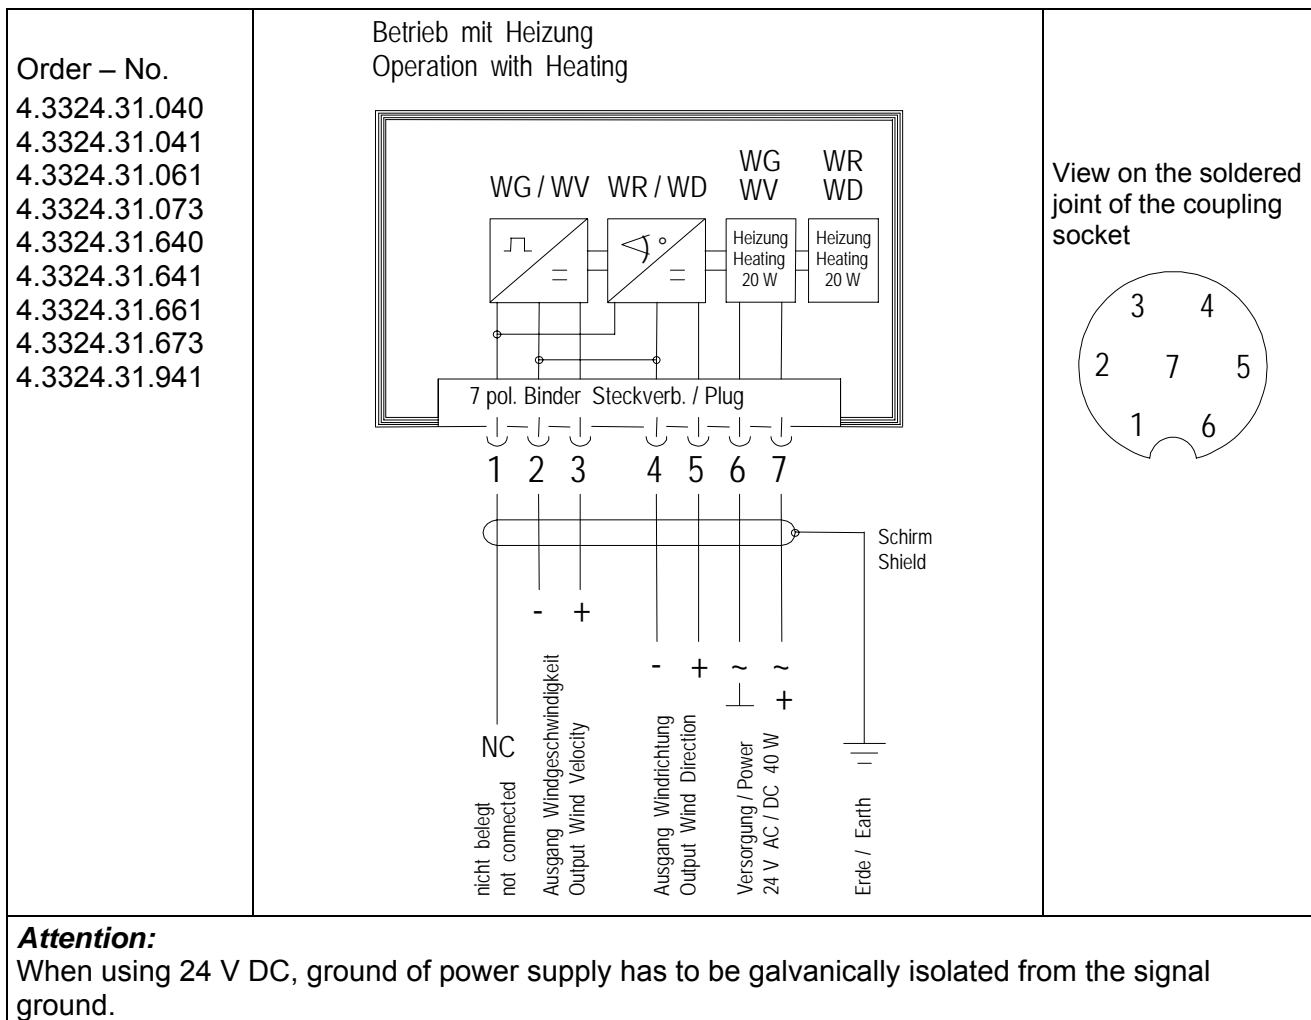 Order – No.
4.3324.31.040
4.3324.31.041
4.3324.31.061
4.3324.31.073
4.3324.31.640
4.3324.31.641
4.3324.31.661
4.3324.31.673
4.3324.31.941
Betrieb mit Heizung
Operation with Heating
WG / WV
WR / WD
WG
WV
WR
WD
°
Heizung
Heating
20 W
Heizung
Heating
20 W
7 pol. Binder Steckverb. / Plug
1 2 3 4 5 6 7
Schirm
Shield
- +
- + ~ ~
+
NC
nicht belegt
not connected
Ausgang Windgeschwindigkeit
Output Wind Velocity
Ausgang Windrichtung
Output Wind Direction
Versorgung / Power
24 V AC / DC 40 W
Erde / Earth
View on the soldered
joint of the coupling
socket
3 4
2 7 5
1 6
Attention:
When using 24 V DC, ground of power supply has to be galvanically isolated from the signal
ground.